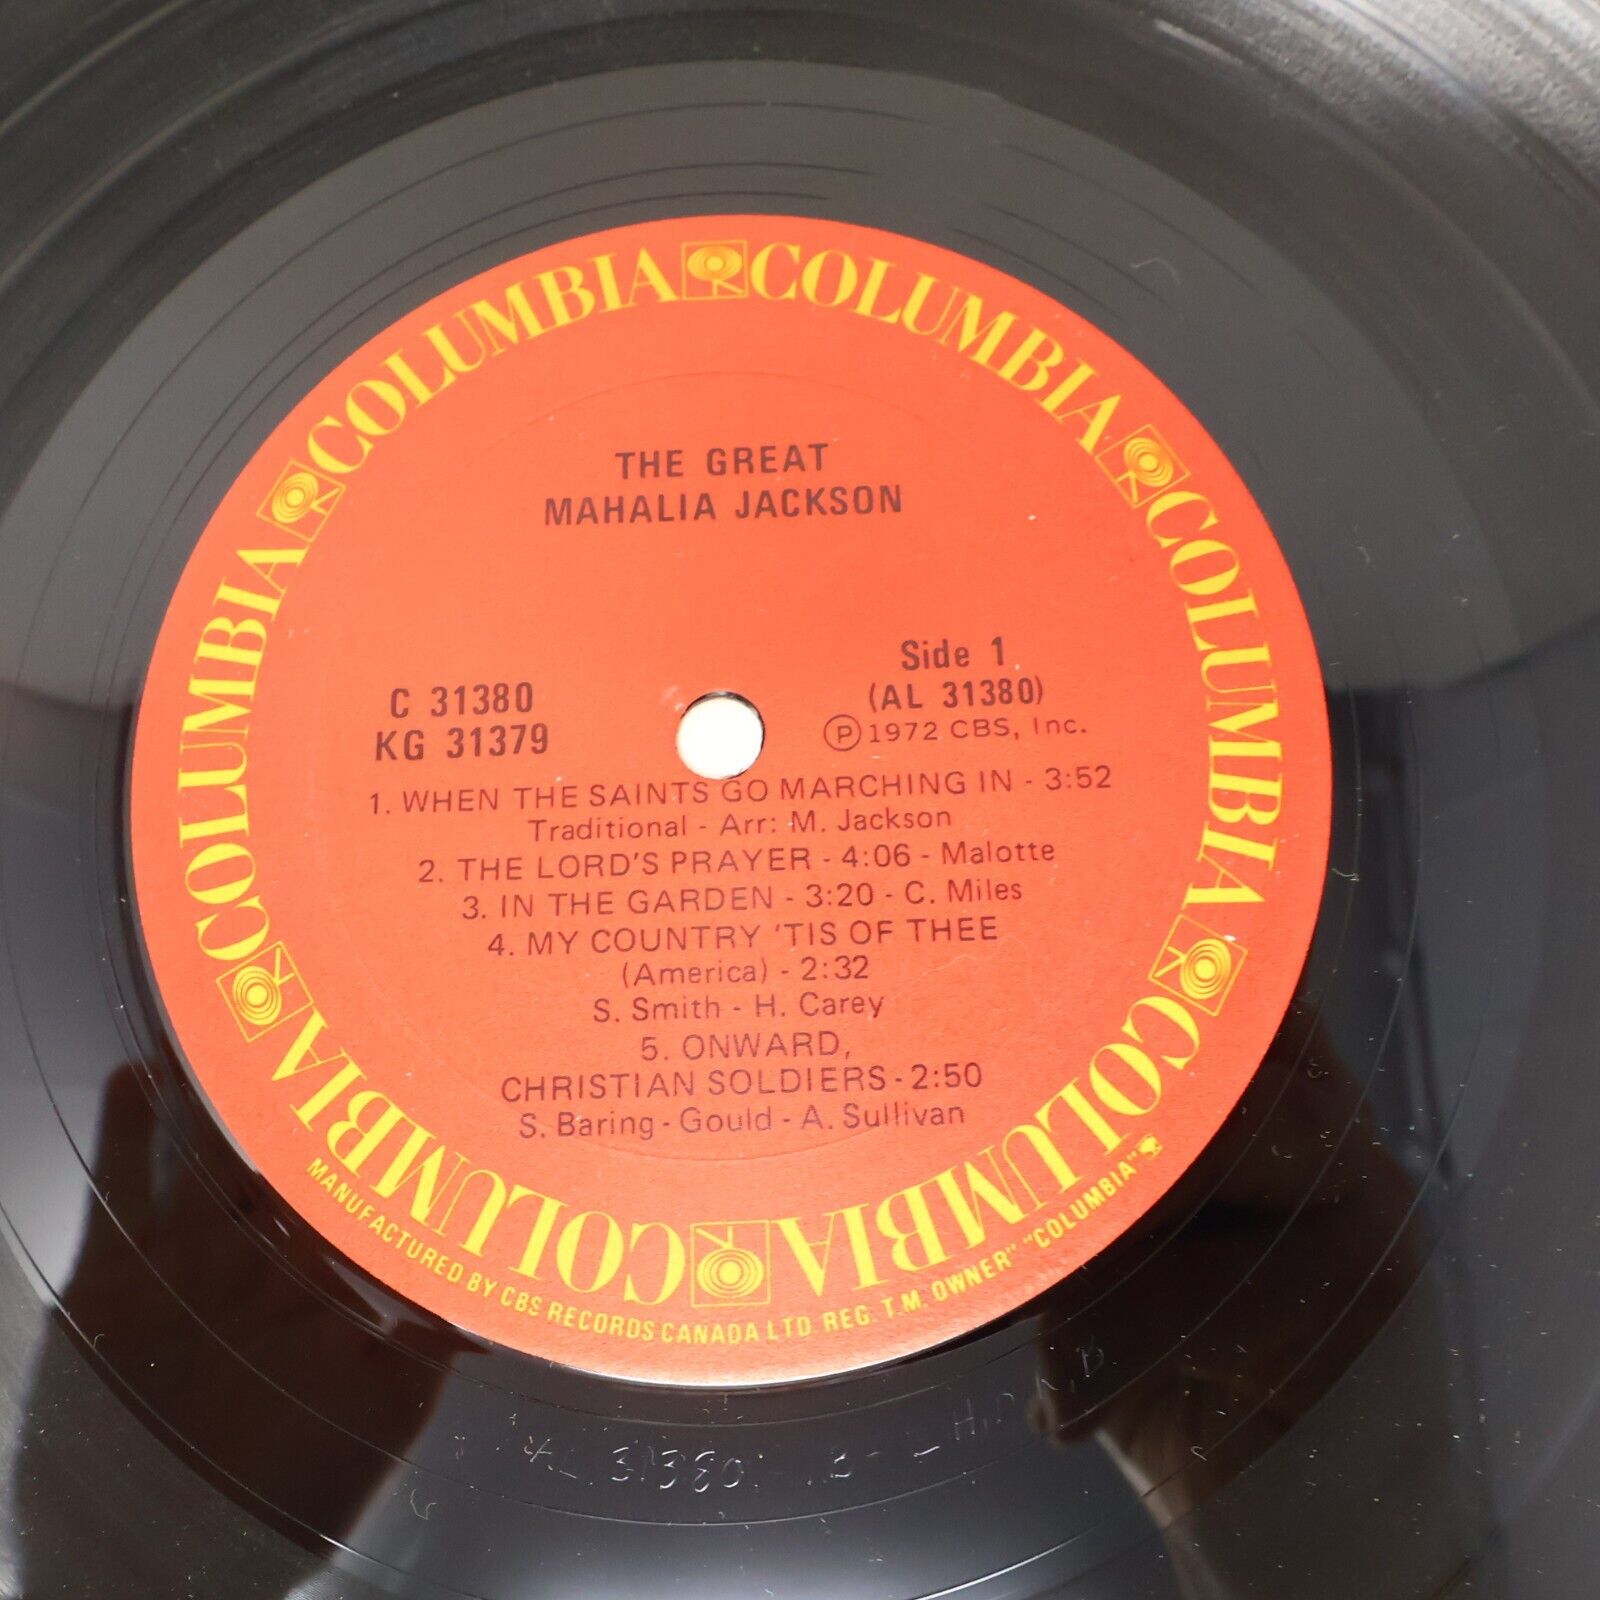 COLUMBIA COLUMBIA COLUMBIA COLUMBIA COLUMBIA COLUMBIA
THE GREAT
MAHALIA JACKSON
C 31380
KG 31379
Side 1
(AL 31380)
Ⓟ1972 CBS, Inc.
1. WHEN THE SAINTS GO MARCHING IN - 3:52
Traditional - Arr: M. Jackson
2. THE LORD'S PRAYER - 4:06 - Malotte
3. IN THE GARDEN - 3:20 - C. Miles
4. MY COUNTRY 'TIS OF THEE
(America) - 2:32
S. Smith - H. Carey
5. ONWARD,
CHRISTIAN SOLDIERS - 2:50
S. Baring - Gould - A. Sullivan
MANUFACTURED BY CBS RECORDS CANADA LTD. REG. T.M. OWNER" "COLUMBIA"
AL 31380